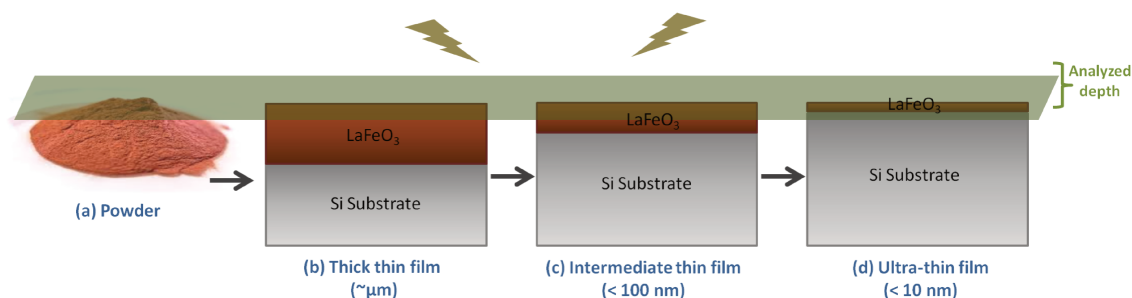 Analyzed
depth
LaFeO₃
LaFeO₃
LaFeO₃
Si Substrate
Si Substrate
Si Substrate
(a) Powder
(b) Thick thin film
(~μm)
(c) Intermediate thin film
(< 100 nm)
(d) Ultra-thin film
(< 10 nm)